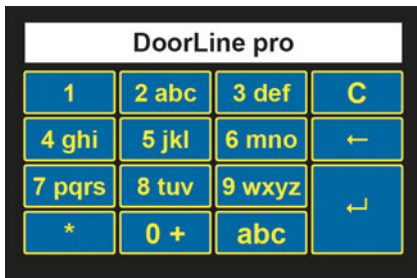 DoorLine pro
1 2 abc 3 def C
4 ghi 5 jkl 6 mno ←
7 pqrs 8 tuv 9 wxyz ↵
* 0 + abc